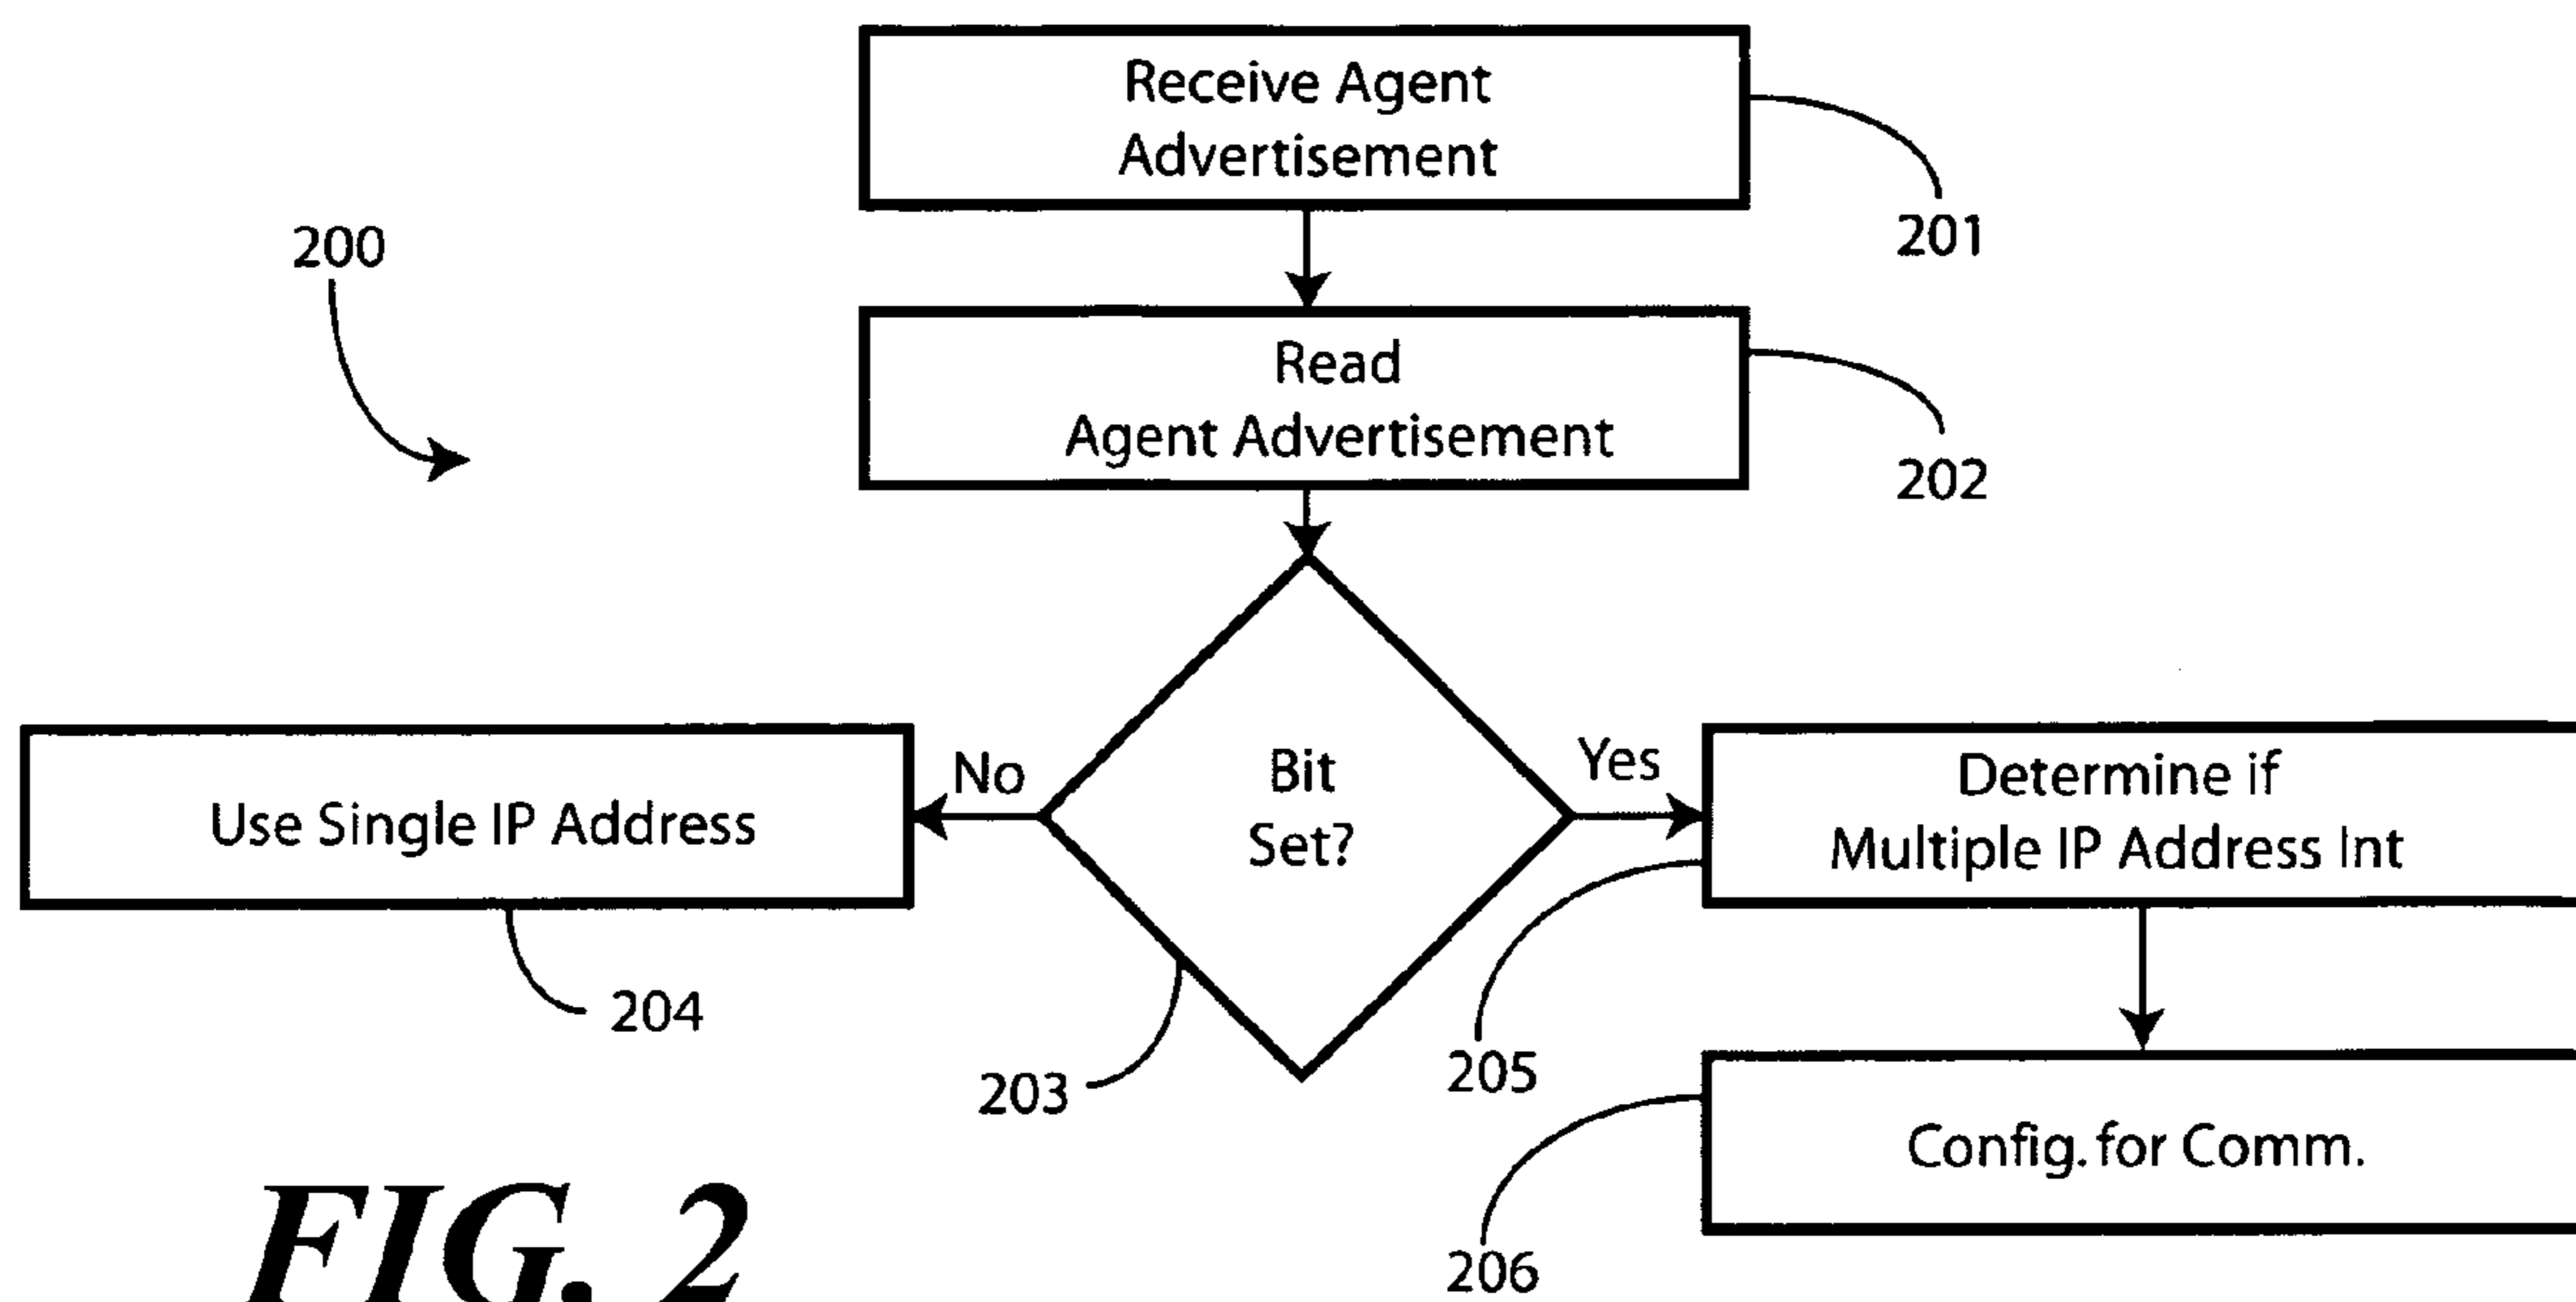 Receive Agent
Advertisement
201
200
Read
Agent Advertisement
202
Bit
Set?
No
Yes
Use Single IP Address
204
203
Determine if
Multiple IP Address Int
205
Config. for Comm.
206
FIG. 2